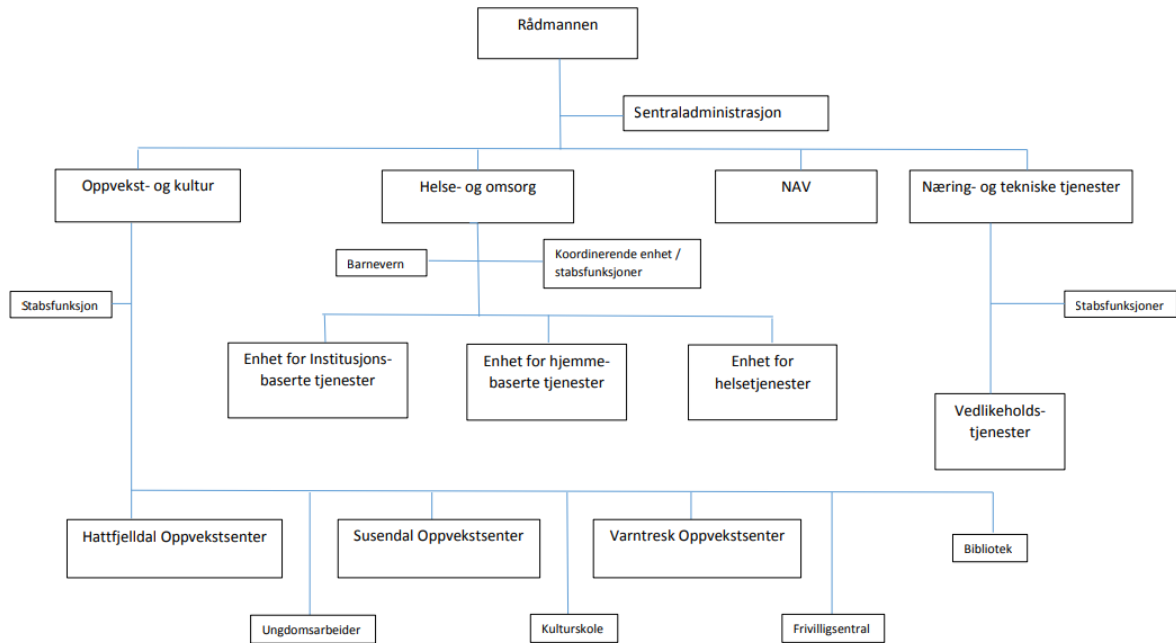 Rådmannen
Sentraladministrasjon
Oppvekst- og kultur
Helse- og omsorg
NAV
Næring- og tekniske tjenester
Barnevern
Koordinerende enhet /
stabsfunksjoner
Stabsfunksjon
Stabsfunksjoner
Enhet for Institusjons-
baserte tjenester
Enhet for hjemme-
baserte tjenester
Enhet for
helsetjenester
Vedlikeholds-
tjenester
Hattfjelldal Oppvekstsenter
Susendal Oppvekstsenter
Varntresk Oppvekstsenter
Bibliotek
Ungdomsarbeider
Kulturskole
Frivilligsentral